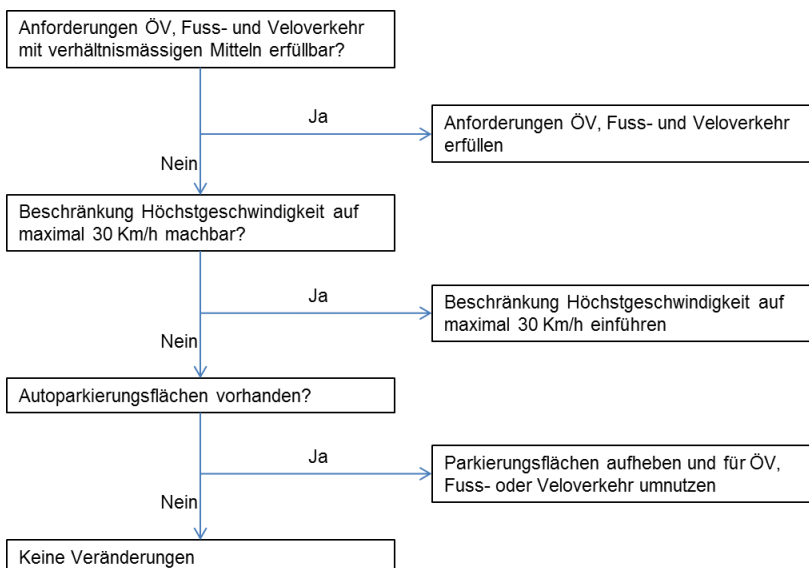 Anforderungen ÖV, Fuss- und Veloverkehr
mit verhältnismässigen Mitteln erfüllbar?
Ja
Anforderungen ÖV, Fuss- und Veloverkehr
erfüllen
Nein
Beschränkung Höchstgeschwindigkeit auf
maximal 30 Km/h machbar?
Ja
Beschränkung Höchstgeschwindigkeit auf
maximal 30 Km/h einführen
Nein
Autoparkierungsflächen vorhanden?
Ja
Parkierungsflächen aufheben und für ÖV,
Fuss- oder Veloverkehr umnutzen
Nein
Keine Veränderungen